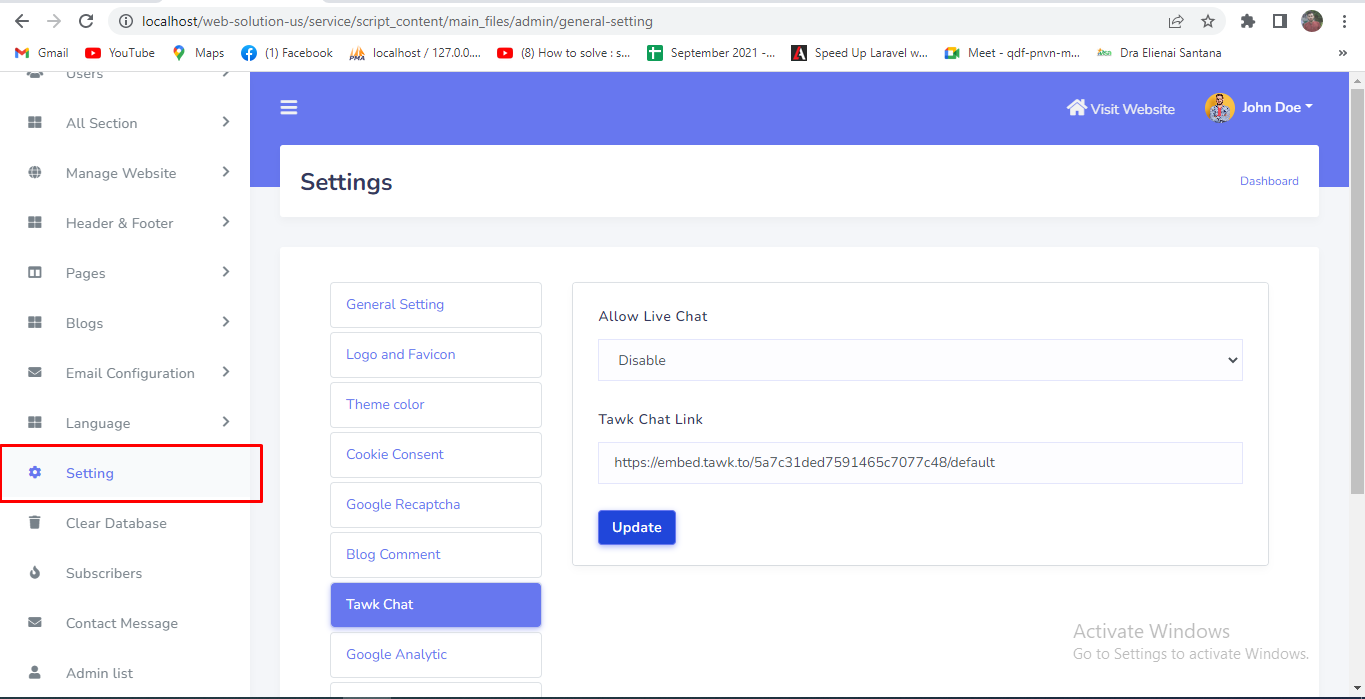 localhost/web-solution-us/service/script_content/main_files/admin/general-setting
Gmail
YouTube
Maps
(1) Facebook
localhost / 127.0.0....
(8) How to solve : s...
September 2021 -...
Speed Up Laravel w...
Meet - qdf-pnvn-m...
Dra Elienai Santana
»
Users
All Section
Manage Website
Header & Footer
Pages
Blogs
Email Configuration
Language
Setting
Clear Database
Subscribers
Contact Message
Admin list
Visit Website
John Doe
Settings
Dashboard
General Setting
Logo and Favicon
Theme color
Cookie Consent
Google Recaptcha
Blog Comment
Tawk Chat
Google Analytic
Allow Live Chat
Disable
Tawk Chat Link
https://embed.tawk.to/5a7c31ded7591465c7077c48/default
Update
Activate Windows
Go to Settings to activate Windows.